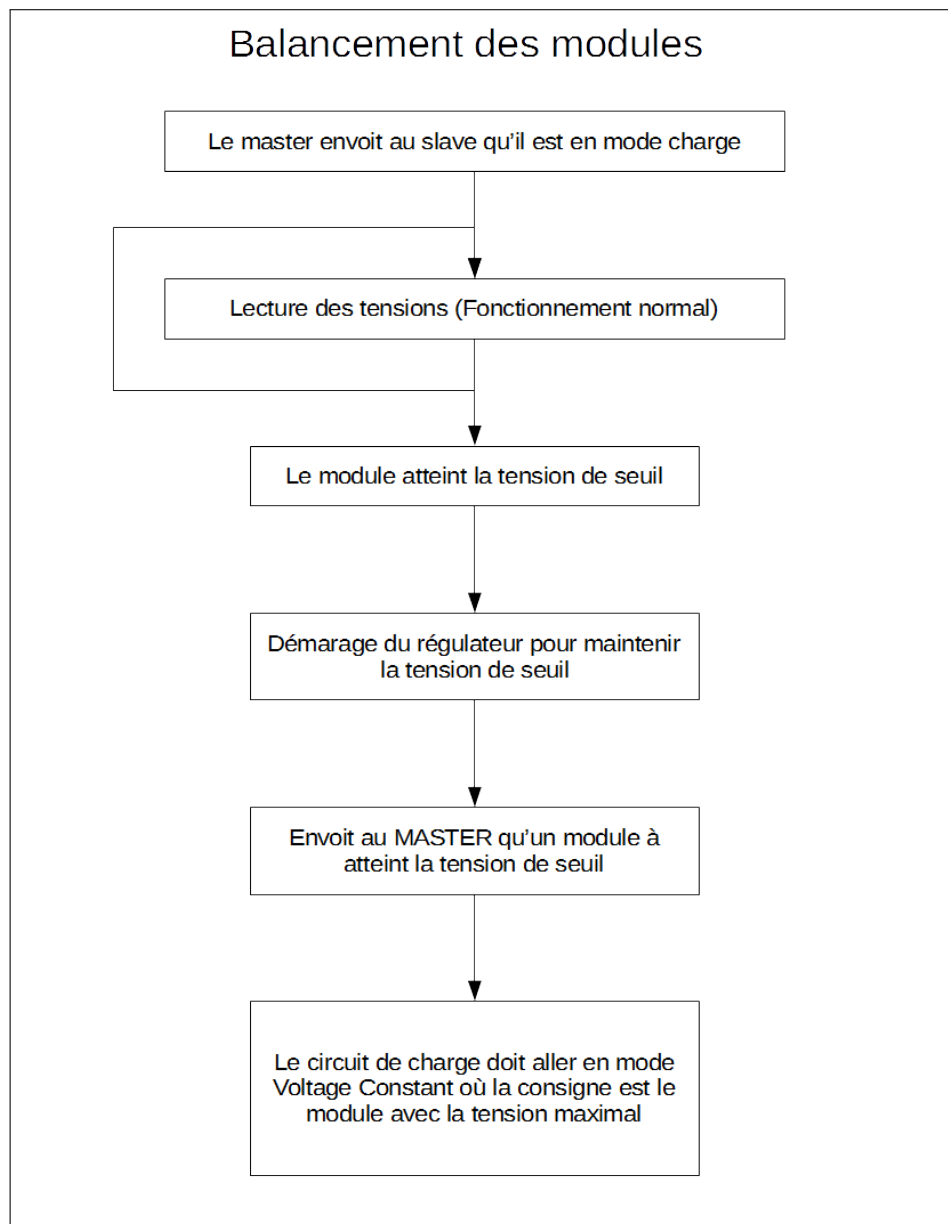 Balancement des modules
Le master envoit au slave qu’il est en mode charge
Lecture des tensions (Fonctionnement normal)
Le module atteint la tension de seuil
Démarage du régulateur pour maintenir
la tension de seuil
Envoit au MASTER qu’un module à
atteint la tension de seuil
Le circuit de charge doit aller en mode
Voltage Constant où la consigne est le
module avec la tension maximal